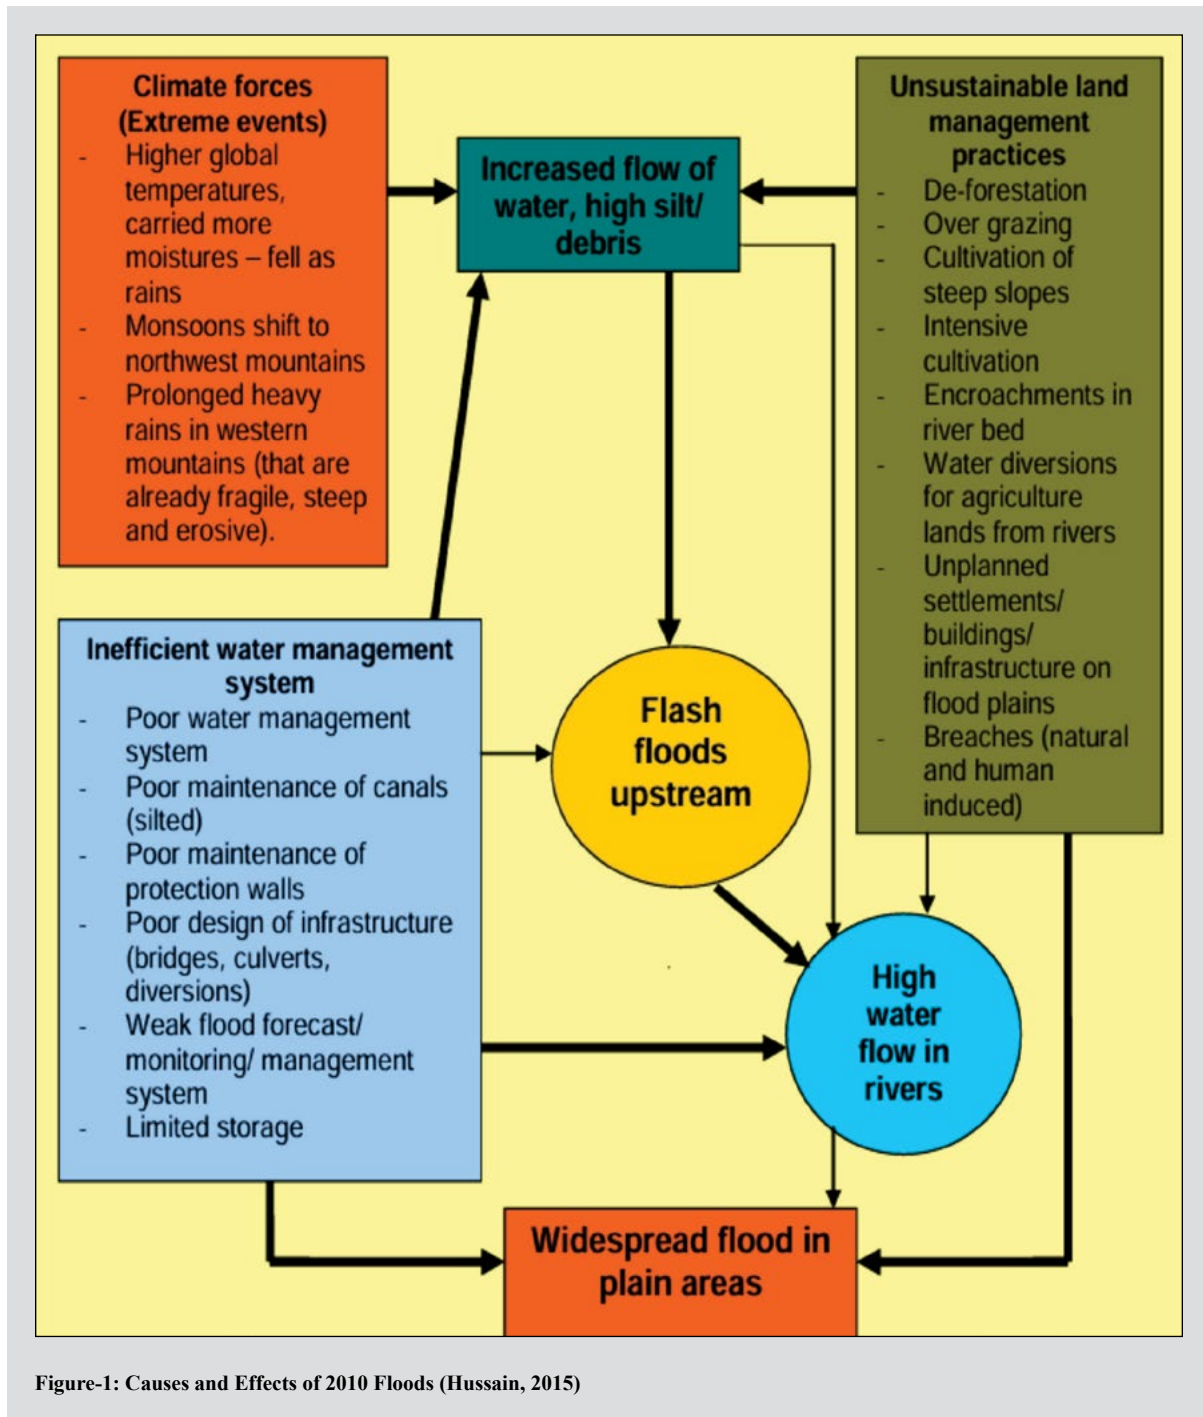 Climate forces
(Extreme events)
- Higher global
temperatures,
carried more
moistures – fell as
rains
- Monsoons shift to
northwest mountains
- Prolonged heavy
rains in western
mountains (that are
already fragile, steep
and erosive).
Increased flow of
water, high silt/
debris
Unsustainable land
management
practices
- De-forestation
- Over grazing
- Cultivation of
steep slopes
- Intensive
cultivation
- Encroachments in
river bed
- Water diversions
for agriculture
lands from rivers
- Unplanned
settlements/
buildings/
infrastructure on
flood plains
- Breaches (natural
and human
induced)
Inefficient water management
system
- Poor water management
system
- Poor maintenance of canals
(silted)
- Poor maintenance of
protection walls
- Poor design of infrastructure
(bridges, culverts,
diversions)
- Weak flood forecast/
monitoring/ management
system
- Limited storage
Flash
floods
upstream
High
water
flow in
rivers
Widespread flood in
plain areas
Figure-1: Causes and Effects of 2010 Floods (Hussain, 2015)